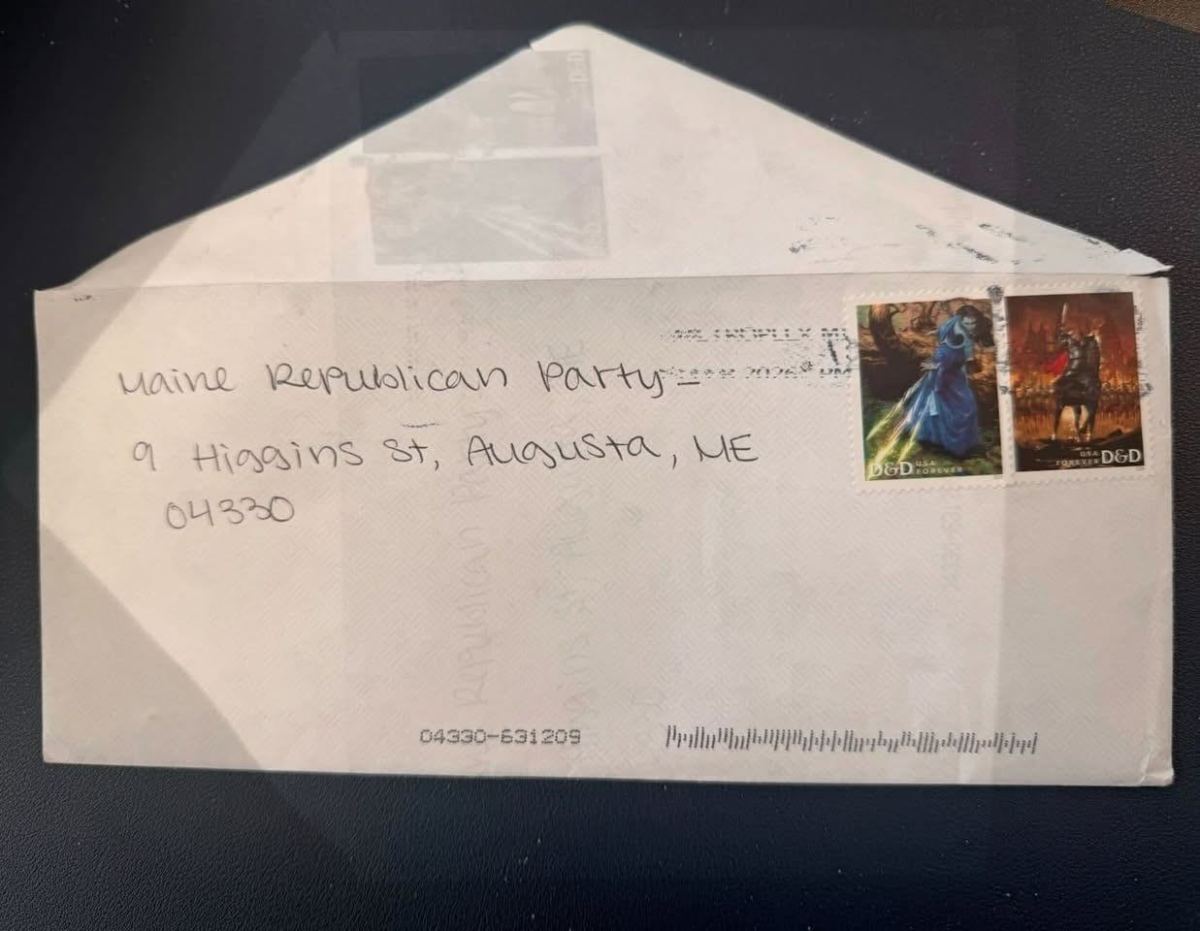 Maine Republican Party -
9 Higgins St, Augusta, ME
04330
D&D USA FOREVER
USA FOREVER D&D
04330-631209